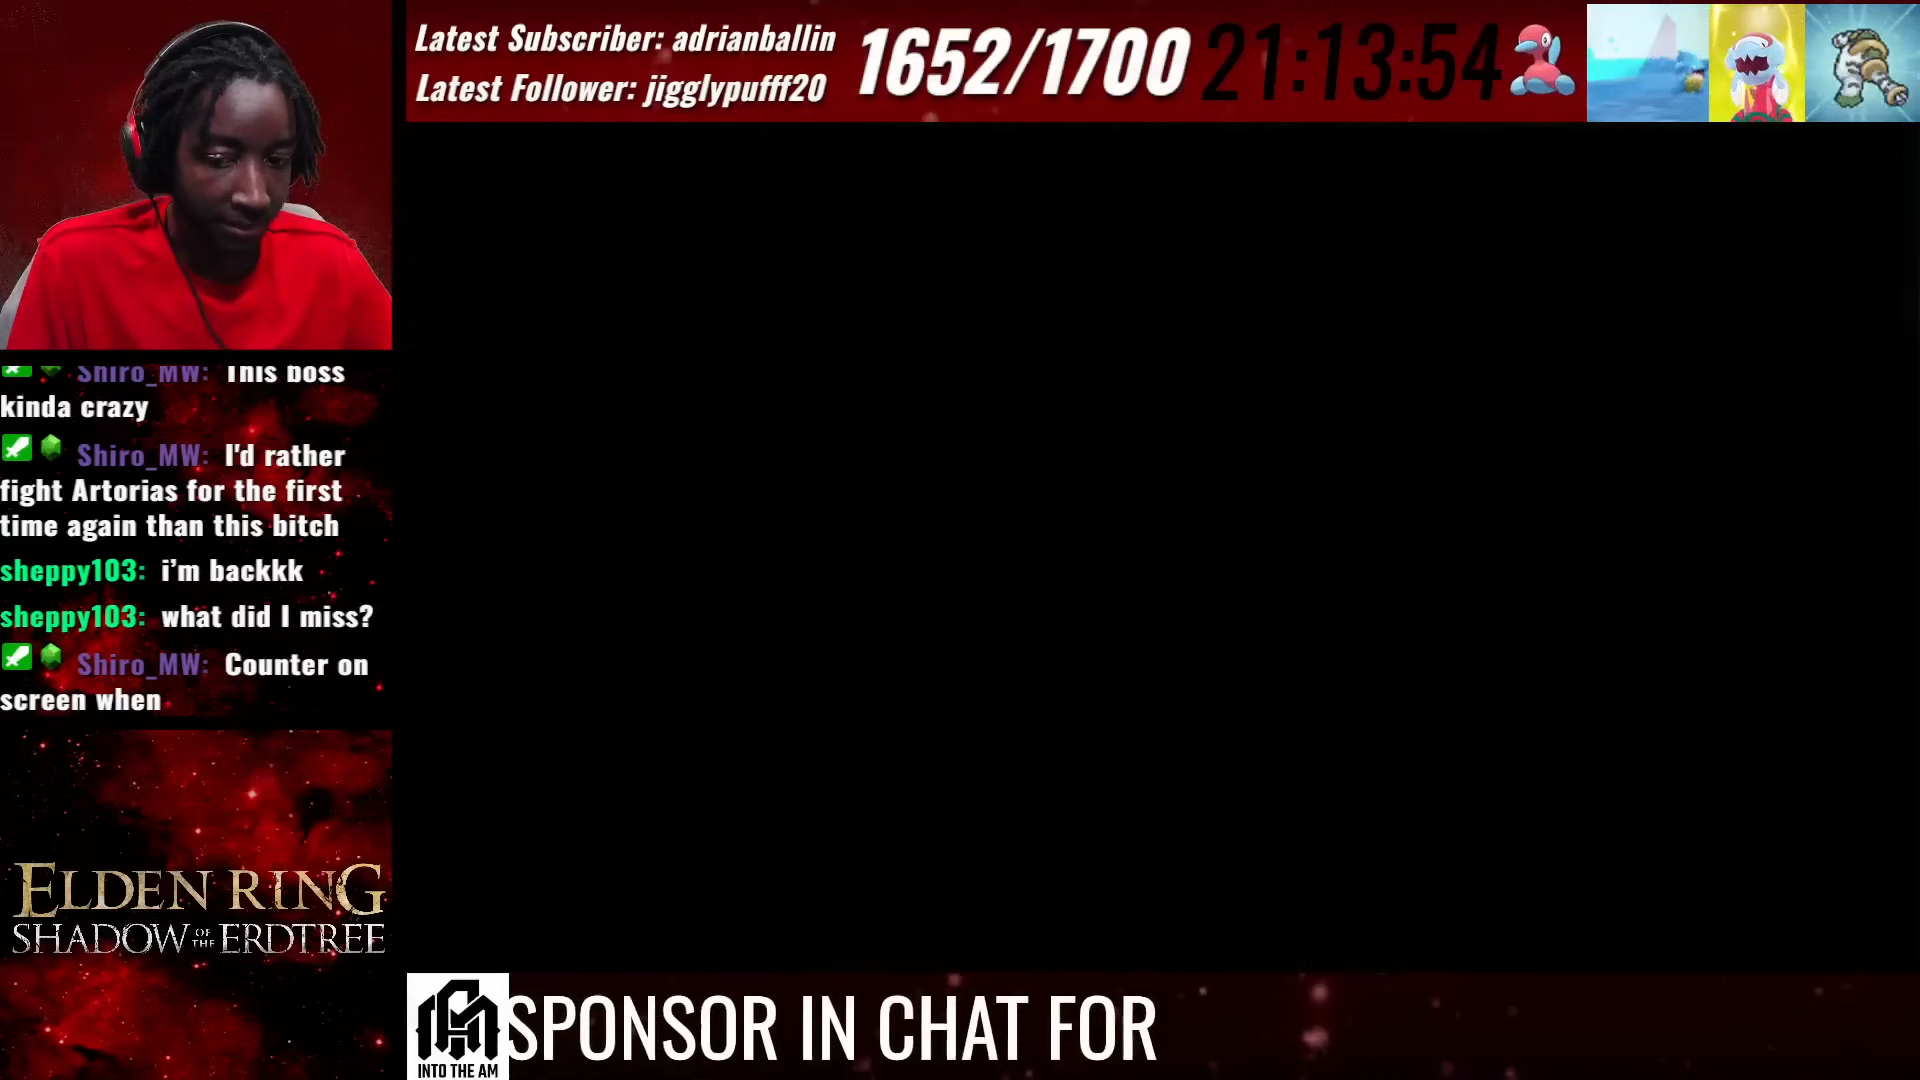 Latest Subscriber: adrianballin
Latest Follower: jigglypufff20
1652/1700
21:13:54
Shiro_MW: This boss
kinda crazy
Shiro_MW: I'd rather
fight Artorias for the first
time again than this bitch
sheppy103: i’m backkk
sheppy103: what did I miss?
Shiro_MW: Counter on
screen when
ELDEN RING
SHADOW OF THE ERDTREE
INTO THE AM
SPONSOR IN CHAT FOR